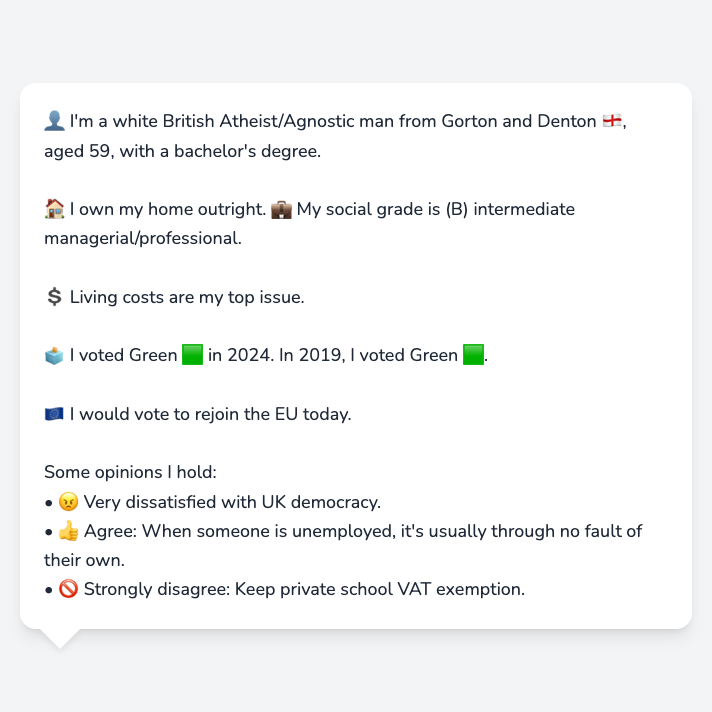 👤 I'm a white British Atheist/Agnostic man from Gorton and Denton 🏴󠁧󠁢󠁥󠁮󠁧󠁿,
aged 59, with a bachelor's degree.
🏠 I own my home outright. 💼 My social grade is (B) intermediate
managerial/professional.
💲 Living costs are my top issue.
🗳️ I voted Green 🟩 in 2024. In 2019, I voted Green 🟩.
🇪🇺 I would vote to rejoin the EU today.
Some opinions I hold:
• 😠 Very dissatisfied with UK democracy.
• 👍 Agree: When someone is unemployed, it's usually through no fault of
their own.
• 🚫 Strongly disagree: Keep private school VAT exemption.